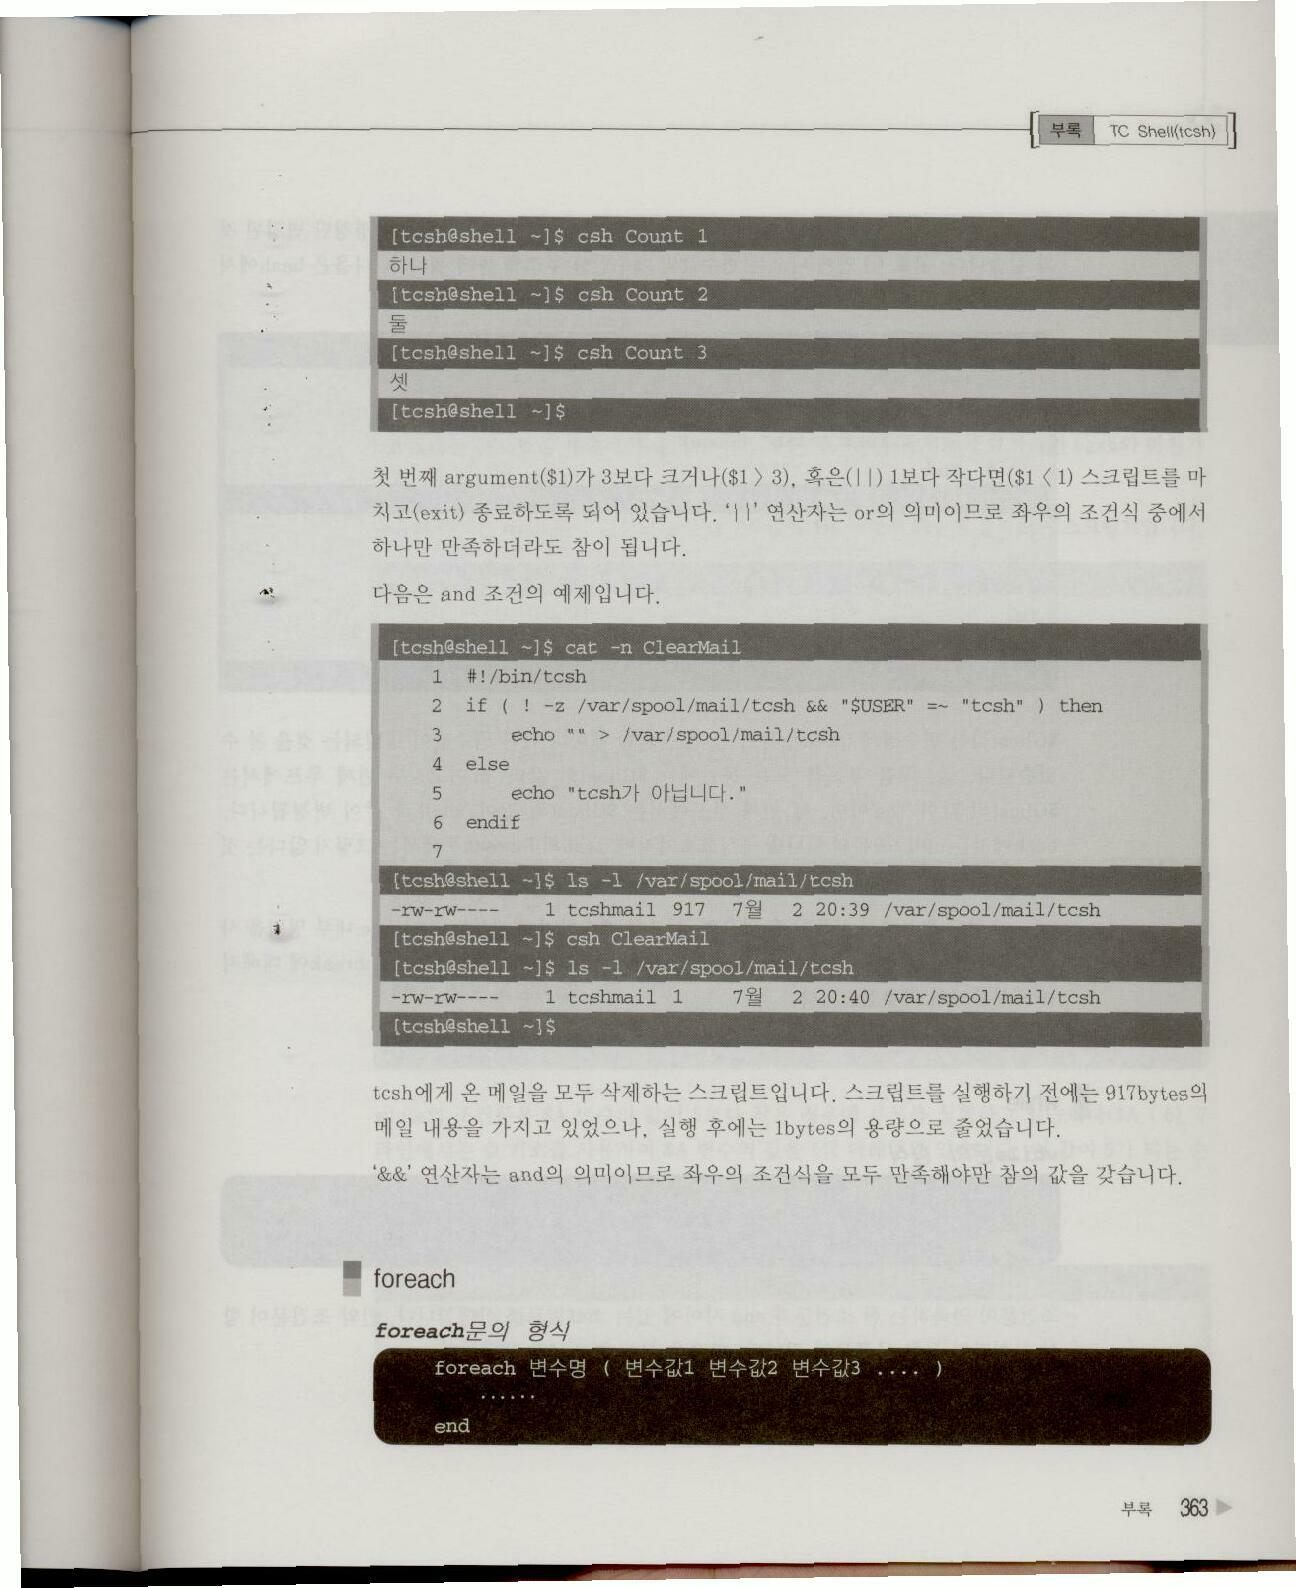 부록 TC Shell(tcsh)
[tcsh@shell ~]$ csh Count 1
하나
[tcsh@shell ~]$ csh Count 2
둘
[tcsh@shell ~]$ csh Count 3
셋
[tcsh@shell ~]$
첫 번째 argument($1)가 3보다 크거나($1 > 3), 혹은(||) 1보다 작다면($1 < 1) 스크립트를 마
치고(exit) 종료하도록 되어 있습니다. ‘||’ 연산자는 or의 의미이므로 좌우의 조건식 중에서
하나만 만족하더라도 참이 됩니다.
다음은 and 조건의 예제입니다.
[tcsh@shell ~]$ cat -n ClearMail
1 #!/bin/tcsh
2 if ( ! -z /var/spool/mail/tcsh && "$USER" =~ "tcsh" ) then
3 echo "" > /var/spool/mail/tcsh
4 else
5 echo "tcsh가 아닙니다."
6 endif
7
[tcsh@shell ~]$ ls -l /var/spool/mail/tcsh
-rw-rw---- 1 tcshmail 917 7월 2 20:39 /var/spool/mail/tcsh
[tcsh@shell ~]$ csh ClearMail
[tcsh@shell ~]$ ls -l /var/spool/mail/tcsh
-rw-rw---- 1 tcshmail 1 7월 2 20:40 /var/spool/mail/tcsh
[tcsh@shell ~]$
tcsh에게 온 메일을 모두 삭제하는 스크립트입니다. 스크립트를 실행하기 전에는 917bytes의
메일 내용을 가지고 있었으나, 실행 후에는 1bytes의 용량으로 줄었습니다.
‘&&’ 연산자는 and의 의미이므로 좌우의 조건식을 모두 만족해야만 참의 값을 갖습니다.
foreach
foreach문의 형식
foreach 변수명 ( 변수값1 변수값2 변수값3 .... )
......
end
부록 363